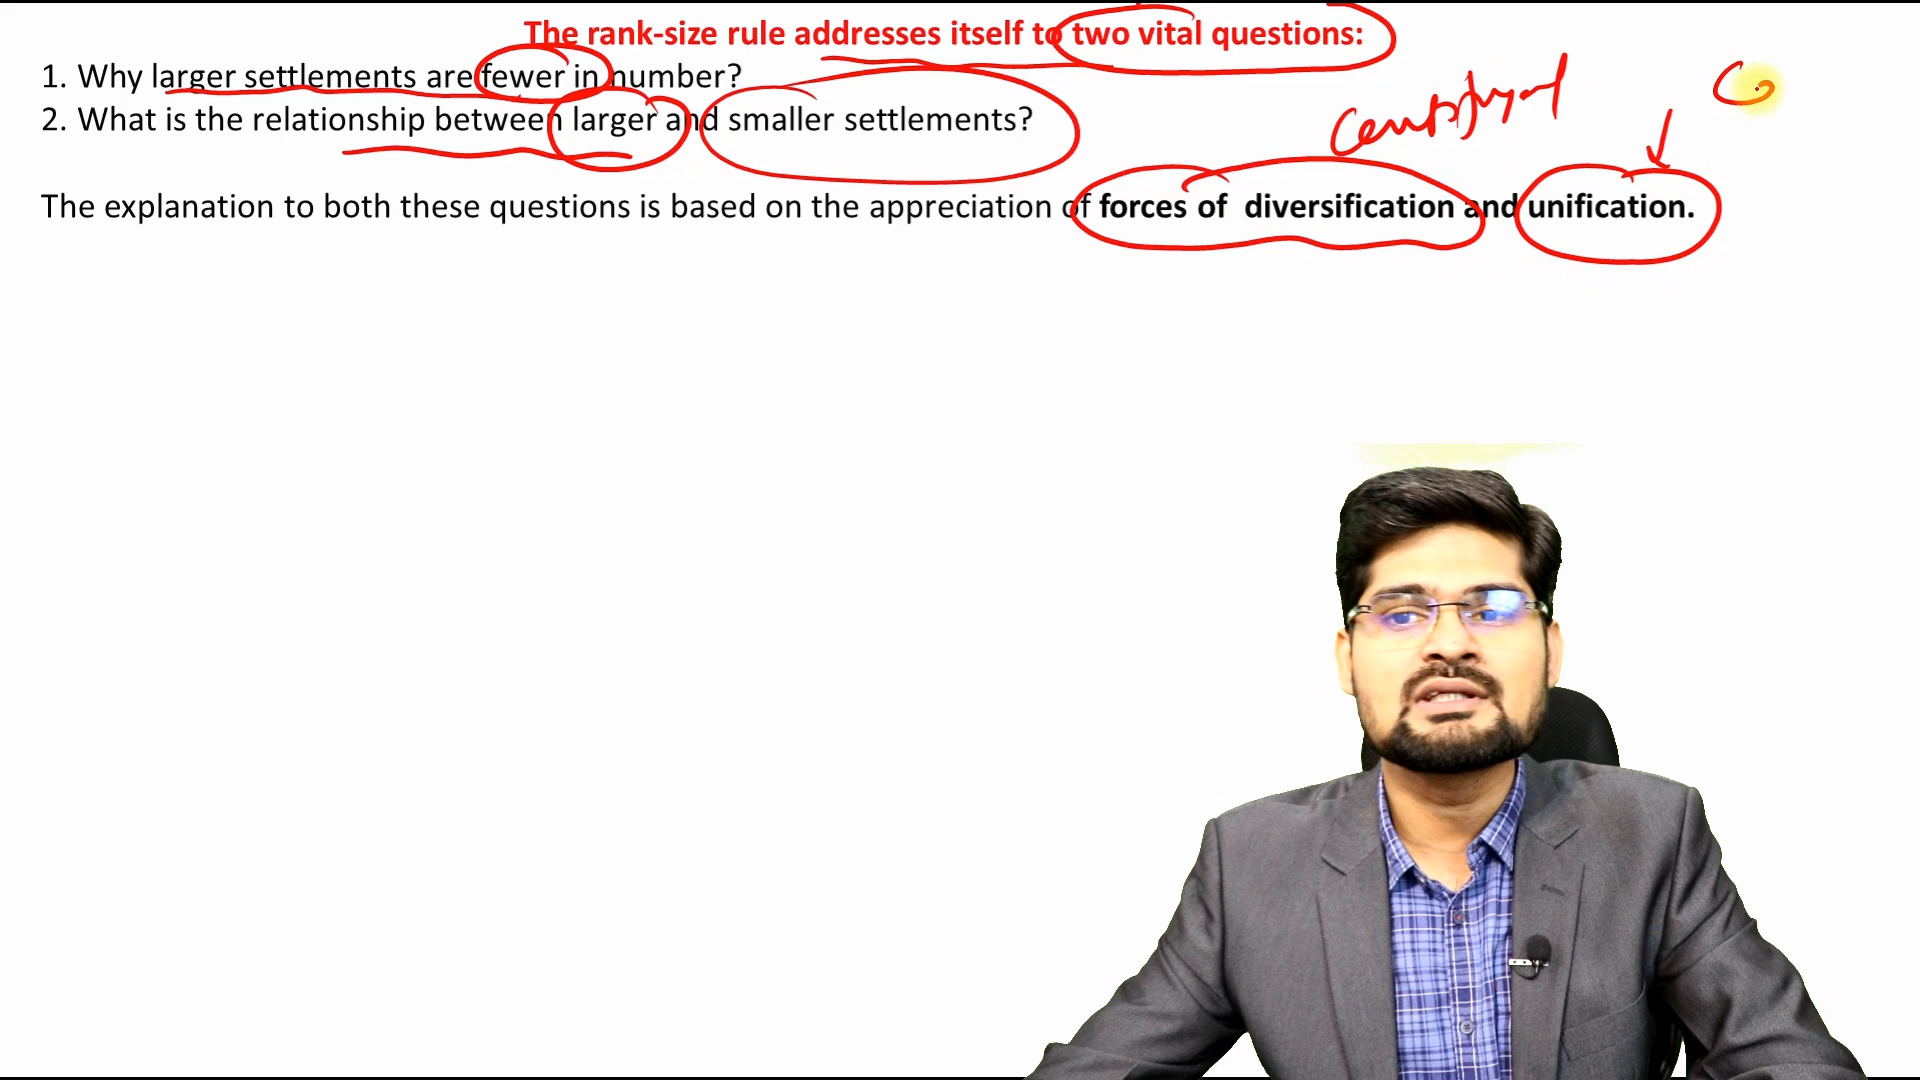 The rank-size rule addresses itself to two vital questions:
1. Why larger settlements are fewer in number?
2. What is the relationship between larger and smaller settlements?
The explanation to both these questions is based on the appreciation of forces of diversification and unification.